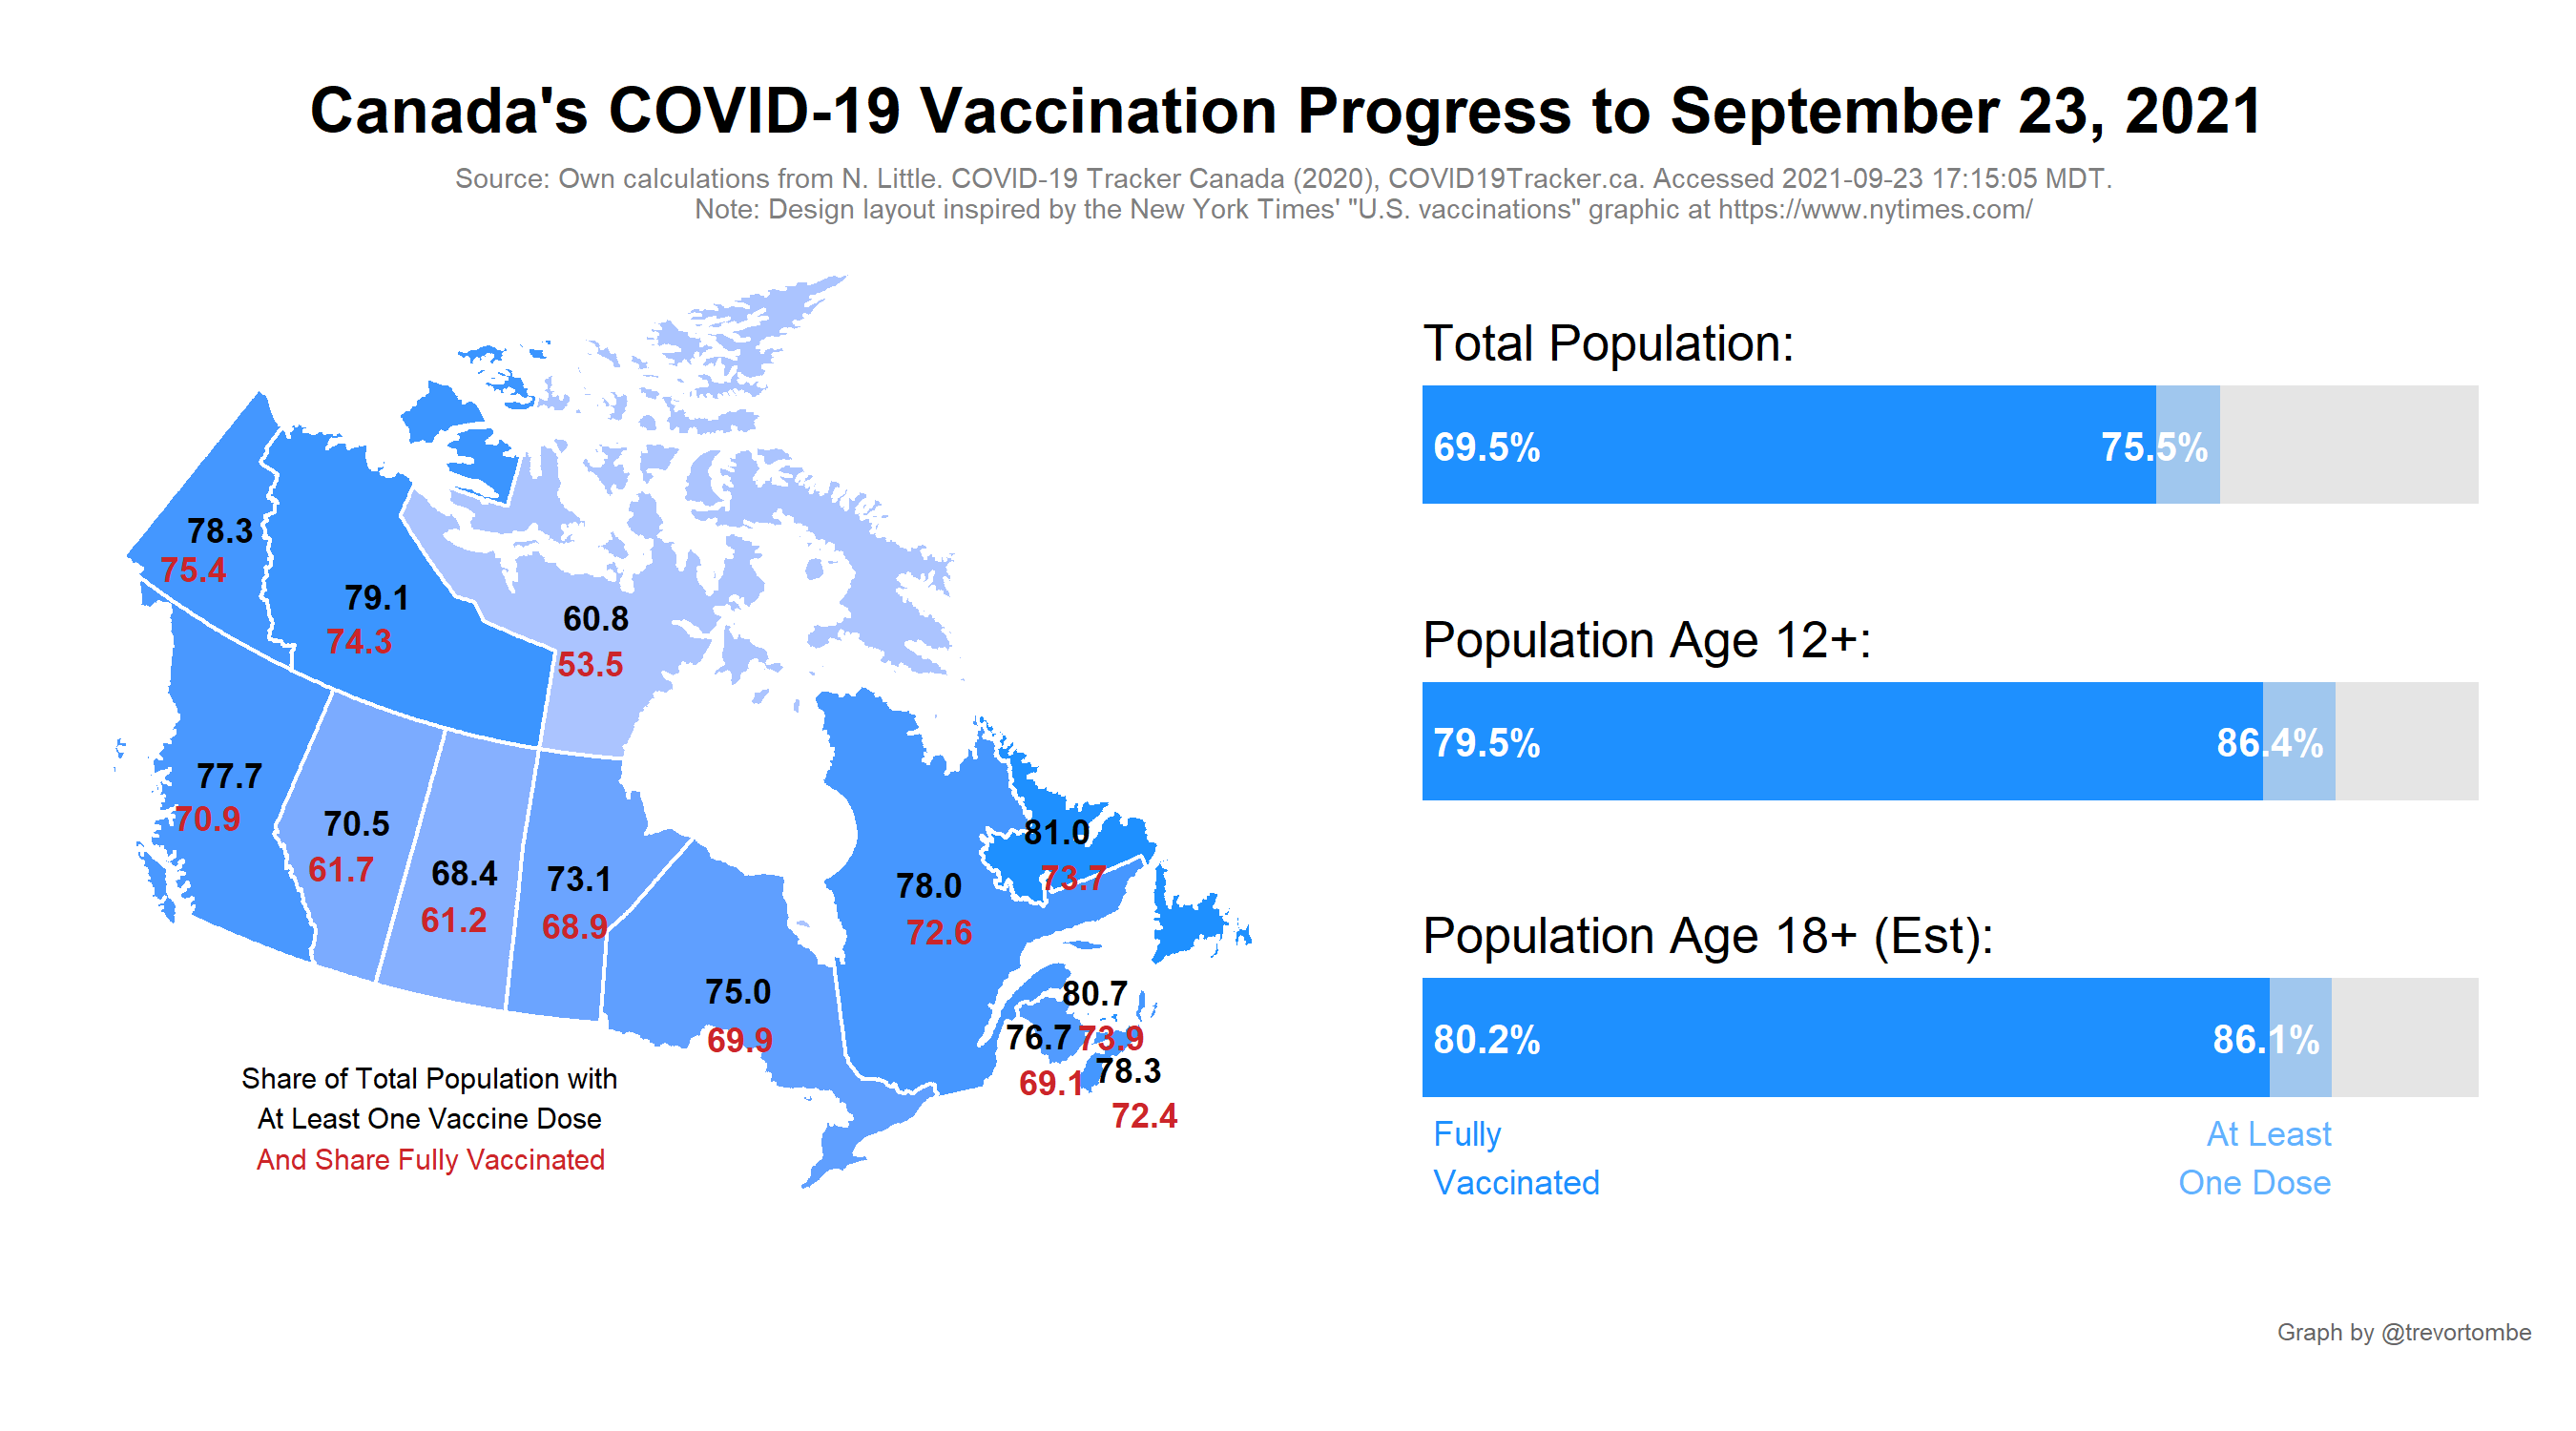 Canada's COVID-19 Vaccination Progress to September 23, 2021
Source: Own calculations from N. Little. COVID-19 Tracker Canada (2020), COVID19Tracker.ca. Accessed 2021-09-23 17:15:05 MDT.
Note: Design layout inspired by the New York Times' "U.S. vaccinations" graphic at https://www.nytimes.com/
78.3
75.4
79.1
74.3
60.8
53.5
77.7
70.9
70.5
61.7
68.4
61.2
73.1
68.9
75.0
69.9
78.0
72.6
81.0
73.7
80.7
73.9
76.7
69.1
78.3
72.4
Share of Total Population with
At Least One Vaccine Dose
And Share Fully Vaccinated
Total Population:
69.5% 75.5%
Population Age 12+:
79.5% 86.4%
Population Age 18+ (Est):
80.2% 86.1%
Fully
Vaccinated
At Least
One Dose
Graph by @trevortombe